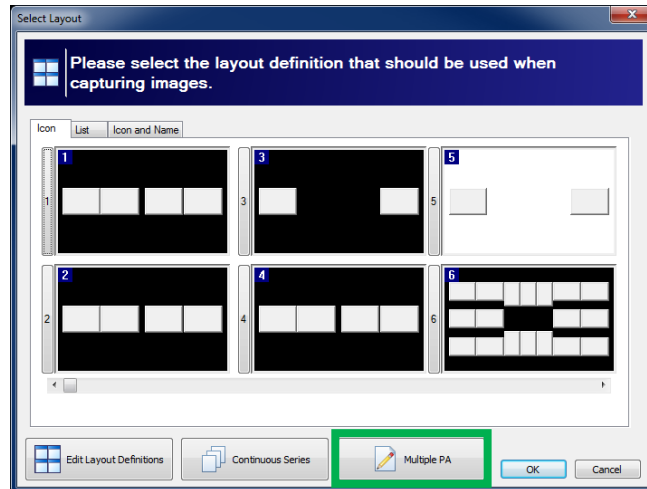 Select Layout
Please select the layout definition that should be used when
capturing images.
Icon List Icon and Name
1 1 3 3 5 5
2 2 4 4 6 6
Edit Layout Definitions Continuous Series Multiple PA OK Cancel